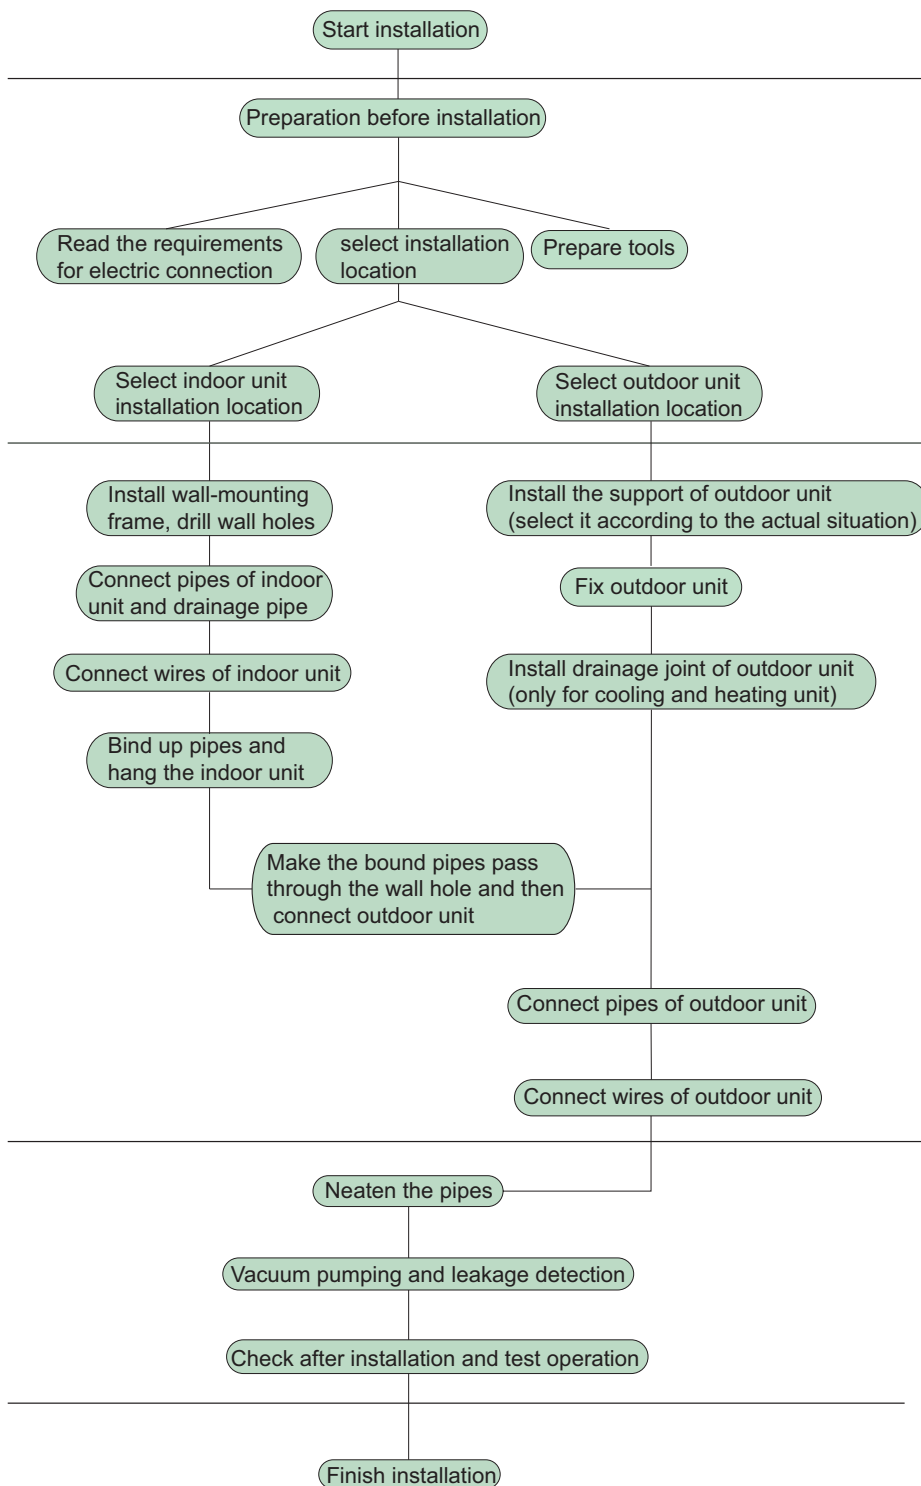 Start installation
Preparation before installation
Read the requirements
for electric connection
select installation
location
Prepare tools
Select indoor unit
installation location
Select outdoor unit
installation location
Install wall-mounting
frame, drill wall holes
Install the support of outdoor unit
(select it according to the actual situation)
Connect pipes of indoor
unit and drainage pipe
Fix outdoor unit
Connect wires of indoor unit
Install drainage joint of outdoor unit
(only for cooling and heating unit)
Bind up pipes and
hang the indoor unit
Make the bound pipes pass
through the wall hole and then
connect outdoor unit
Connect pipes of outdoor unit
Connect wires of outdoor unit
Neaten the pipes
Vacuum pumping and leakage detection
Check after installation and test operation
Finish installation